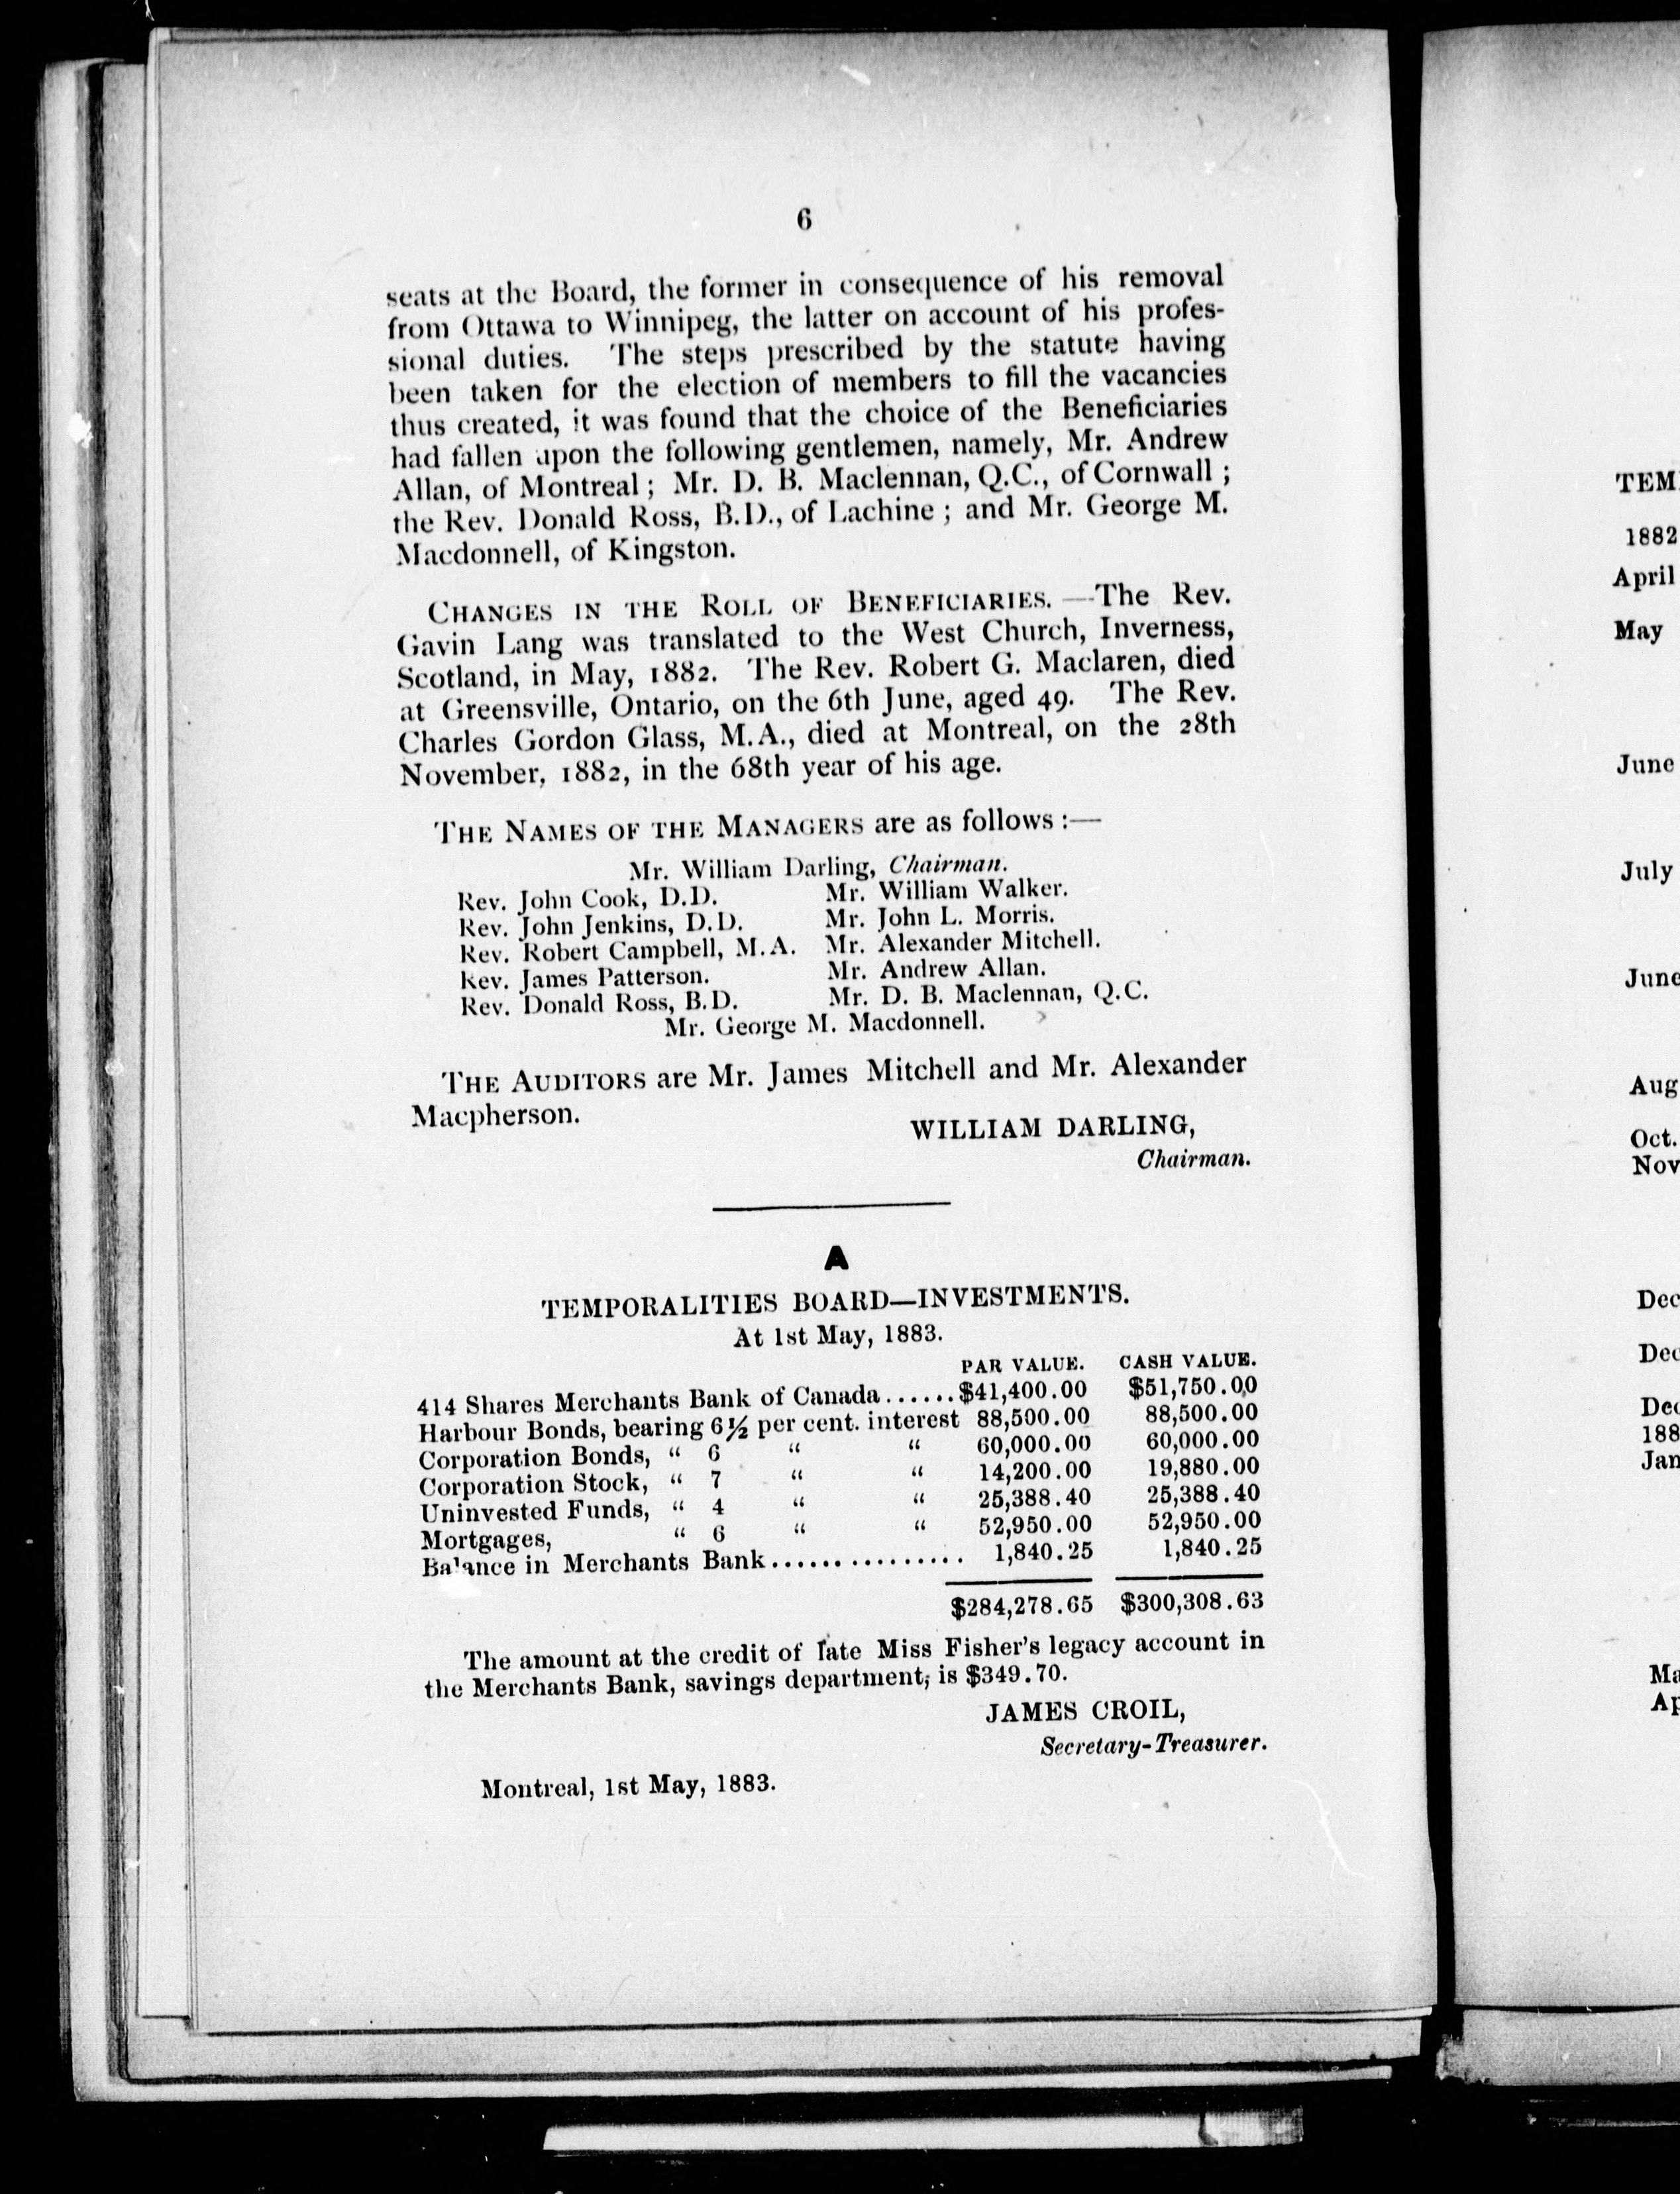 6
seats at the Board, the former in consequence of his removal
from Ottawa to Winnipeg, the latter on account of his profes-
sional duties. The steps prescribed by the statute having
been taken for the election of members to fill the vacancies
thus created, it was found that the choice of the Beneficiaries
had fallen upon the following gentlemen, namely, Mr. Andrew
Allan, of Montreal; Mr. D. B. Maclennan, Q.C., of Cornwall;
the Rev. Donald Ross, B.D., of Lachine; and Mr. George M.
Macdonnell, of Kingston.
CHANGES IN THE ROLL OF BENEFICIARIES.—The Rev.
Gavin Lang was translated to the West Church, Inverness,
Scotland, in May, 1882. The Rev. Robert G. Maclaren, died
at Greensville, Ontario, on the 6th June, aged 49. The Rev.
Charles Gordon Glass, M.A., died at Montreal, on the 28th
November, 1882, in the 68th year of his age.
THE NAMES OF THE MANAGERS are as follows:—
Mr. William Darling, Chairman.
Rev. John Cook, D.D. Mr. William Walker.
Rev. John Jenkins, D.D. Mr. John L. Morris.
Rev. Robert Campbell, M.A. Mr. Alexander Mitchell.
Rev. James Patterson. Mr. Andrew Allan.
Rev. Donald Ross, B.D. Mr. D. B. Maclennan, Q.C.
Mr. George M. Macdonnell.
THE AUDITORS are Mr. James Mitchell and Mr. Alexander
Macpherson.
WILLIAM DARLING,
Chairman.
A
TEMPORALITIES BOARD—INVESTMENTS.
At 1st May, 1883.
PAR VALUE. CASH VALUE.
414 Shares Merchants Bank of Canada......$41,400.00 $51,750.00
Harbour Bonds, bearing 6½ per cent. interest 88,500.00 88,500.00
Corporation Bonds, “ 6 “ “ 60,000.00 60,000.00
Corporation Stock, “ 7 “ “ 14,200.00 19,880.00
Uninvested Funds, “ 4 “ “ 25,388.40 25,388.40
Mortgages, “ 6 “ “ 52,950.00 52,950.00
Balance in Merchants Bank............... 1,840.25 1,840.25
$284,278.65 $300,308.63
The amount at the credit of late Miss Fisher's legacy account in
the Merchants Bank, savings department, is $349.70.
JAMES CROIL,
Secretary-Treasurer.
Montreal, 1st May, 1883.
TEM
1882
April
May
June
July
June
Aug
Oct.
Nov
Dec
Dec
Dec
188
Jan
Ma
Ap